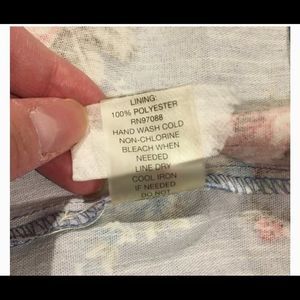 LINING:
100% POLYESTER
RN97088
HAND WASH COLD
NON-CHLORINE
BLEACH WHEN
NEEDED
LINE DRY
COOL IRON
IF NEEDED
DO NOT